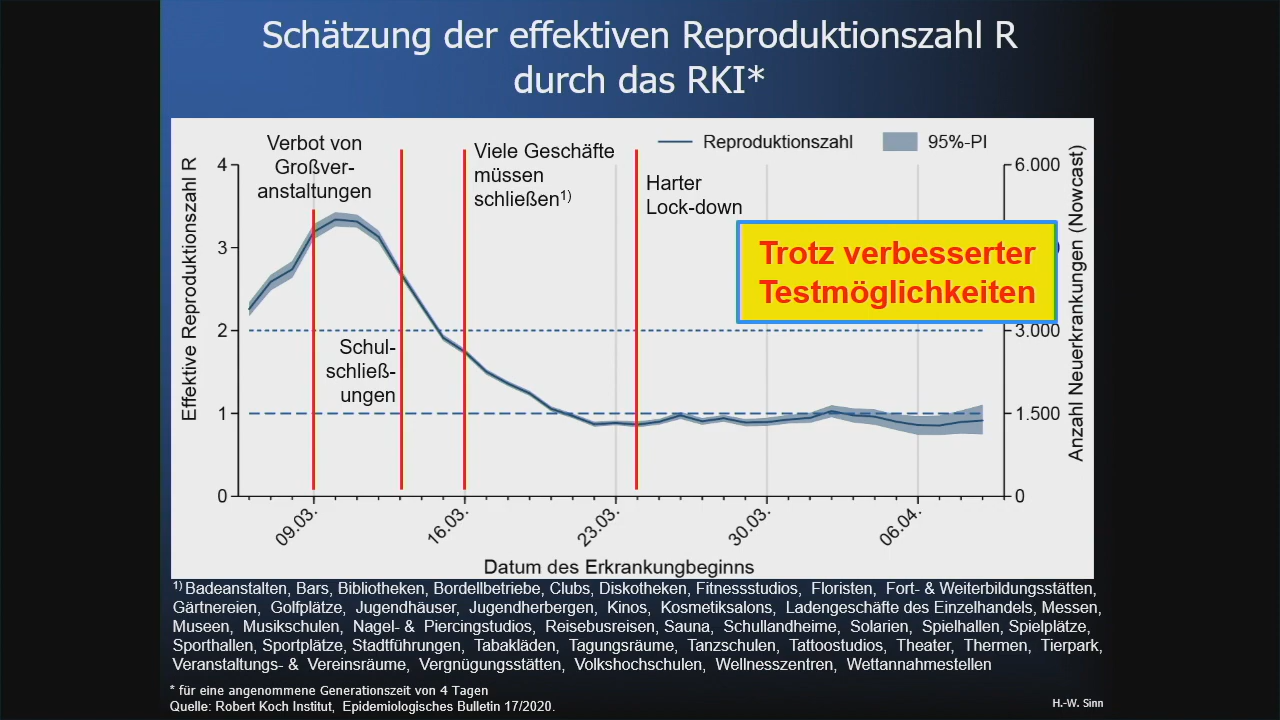 Schätzung der effektiven Reproduktionszahl R
durch das RKI*
Verbot von
Großver-
anstaltungen
Viele Geschäfte
müssen
schließen1)
Harter
Lock-down
Reproduktionszahl
95%-PI
Trotz verbesserter
Testmöglichkeiten
Schul-
schließ-
ungen
Effektive Reproduktionszahl R
4
3
2
1
0
6.000
3.000
1.500
0
Anzahl Neuerkrankungen (Nowcast)
09.03.
16.03.
23.03.
30.03.
06.04.
Datum des Erkrankungbeginns
1) Badeanstalten, Bars, Bibliotheken, Bordellbetriebe, Clubs, Diskotheken, Fitnessstudios, Floristen, Fort- & Weiterbildungsstätten,
Gärtnereien, Golfplätze, Jugendhäuser, Jugendherbergen, Kinos, Kosmetiksalons, Ladengeschäfte des Einzelhandels, Messen,
Museen, Musikschulen, Nagel- & Piercingstudios, Reisebusreisen, Sauna, Schullandheime, Solarien, Spielhallen, Spielplätze,
Sporthallen, Sportplätze, Stadtführungen, Tabakläden, Tagungsräume, Tanzschulen, Tattoostudios, Theater, Thermen, Tierpark,
Veranstaltungs- & Vereinsräume, Vergnügungsstätten, Volkshochschulen, Wellnesszentren, Wettannahmestellen
* für eine angenommene Generationszeit von 4 Tagen
Quelle: Robert Koch Institut, Epidemiologisches Bulletin 17/2020.
H.-W. Sinn